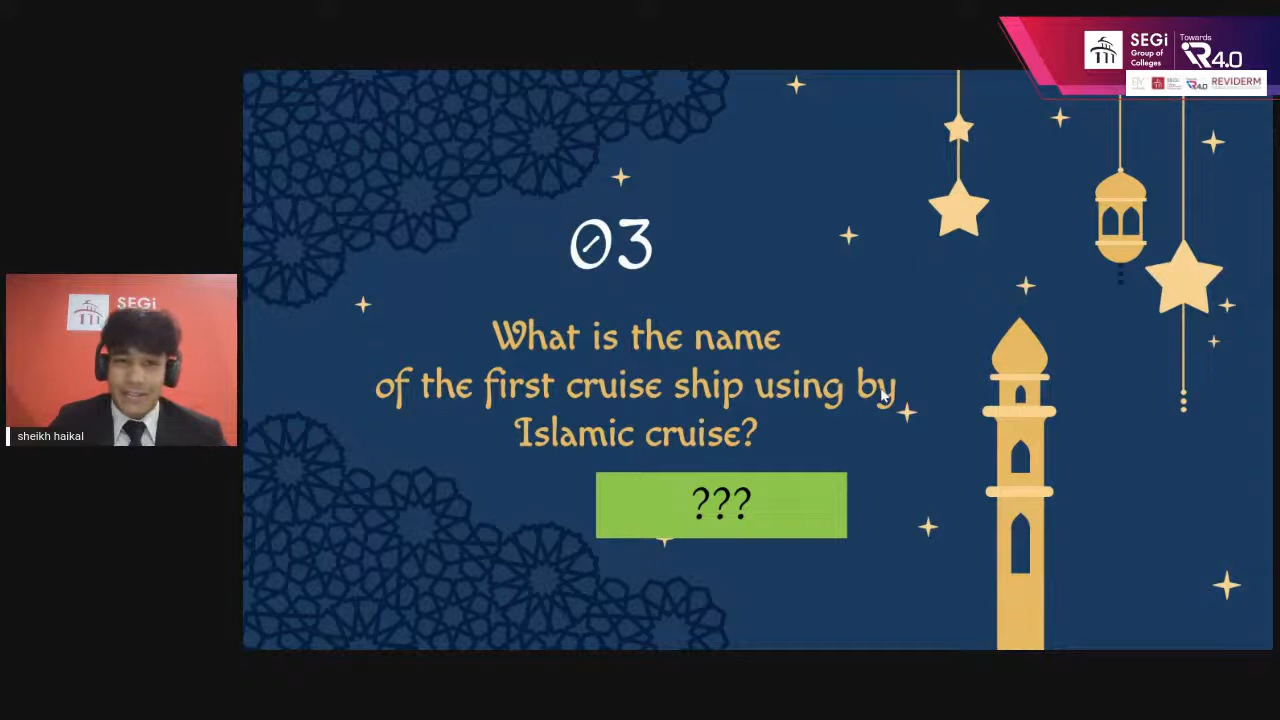 SEGi
Group of
Colleges
Towards
iR4.0
REVIDERM
03
What is the name
of the first cruise ship using by
Islamic cruise?
???
SEGi
sheikh haikal